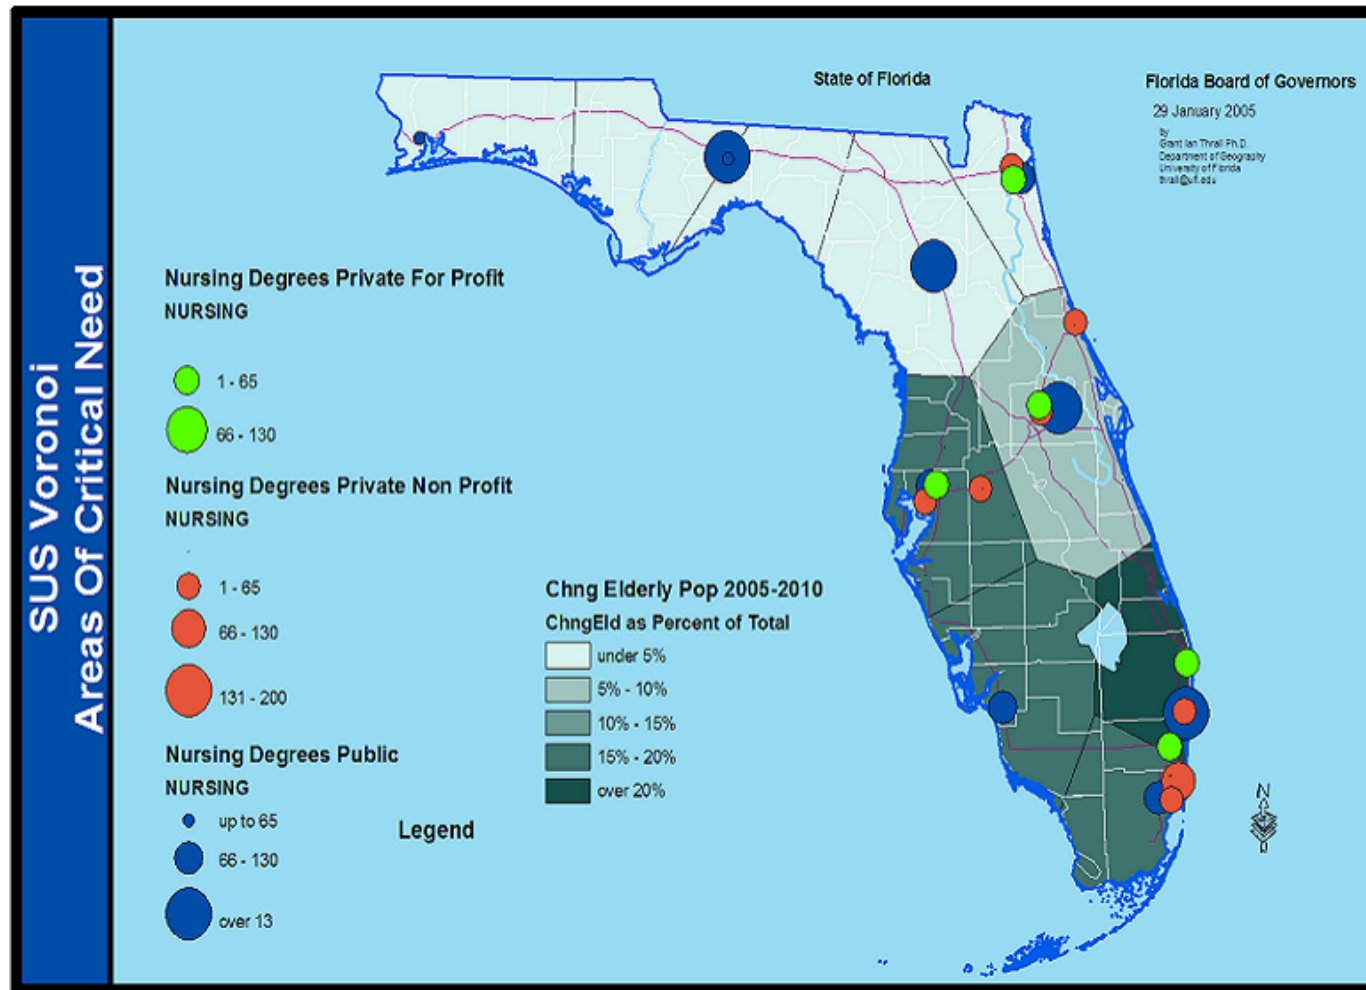 SUS Voronoi
Areas Of Critical Need
State of Florida
Florida Board of Governors
29 January 2005
by
Grant Ian Thrall Ph.D.
Department of Geography
University of Florida
thrall@ufl.edu
Nursing Degrees Private For Profit
NURSING
1 - 65
66 - 130
Nursing Degrees Private Non Profit
NURSING
1 - 65
66 - 130
131 - 200
Nursing Degrees Public
NURSING
up to 65
66 - 130
over 13
Legend
Chng Elderly Pop 2005-2010
ChngEld as Percent of Total
under 5%
5% - 10%
10% - 15%
15% - 20%
over 20%
N